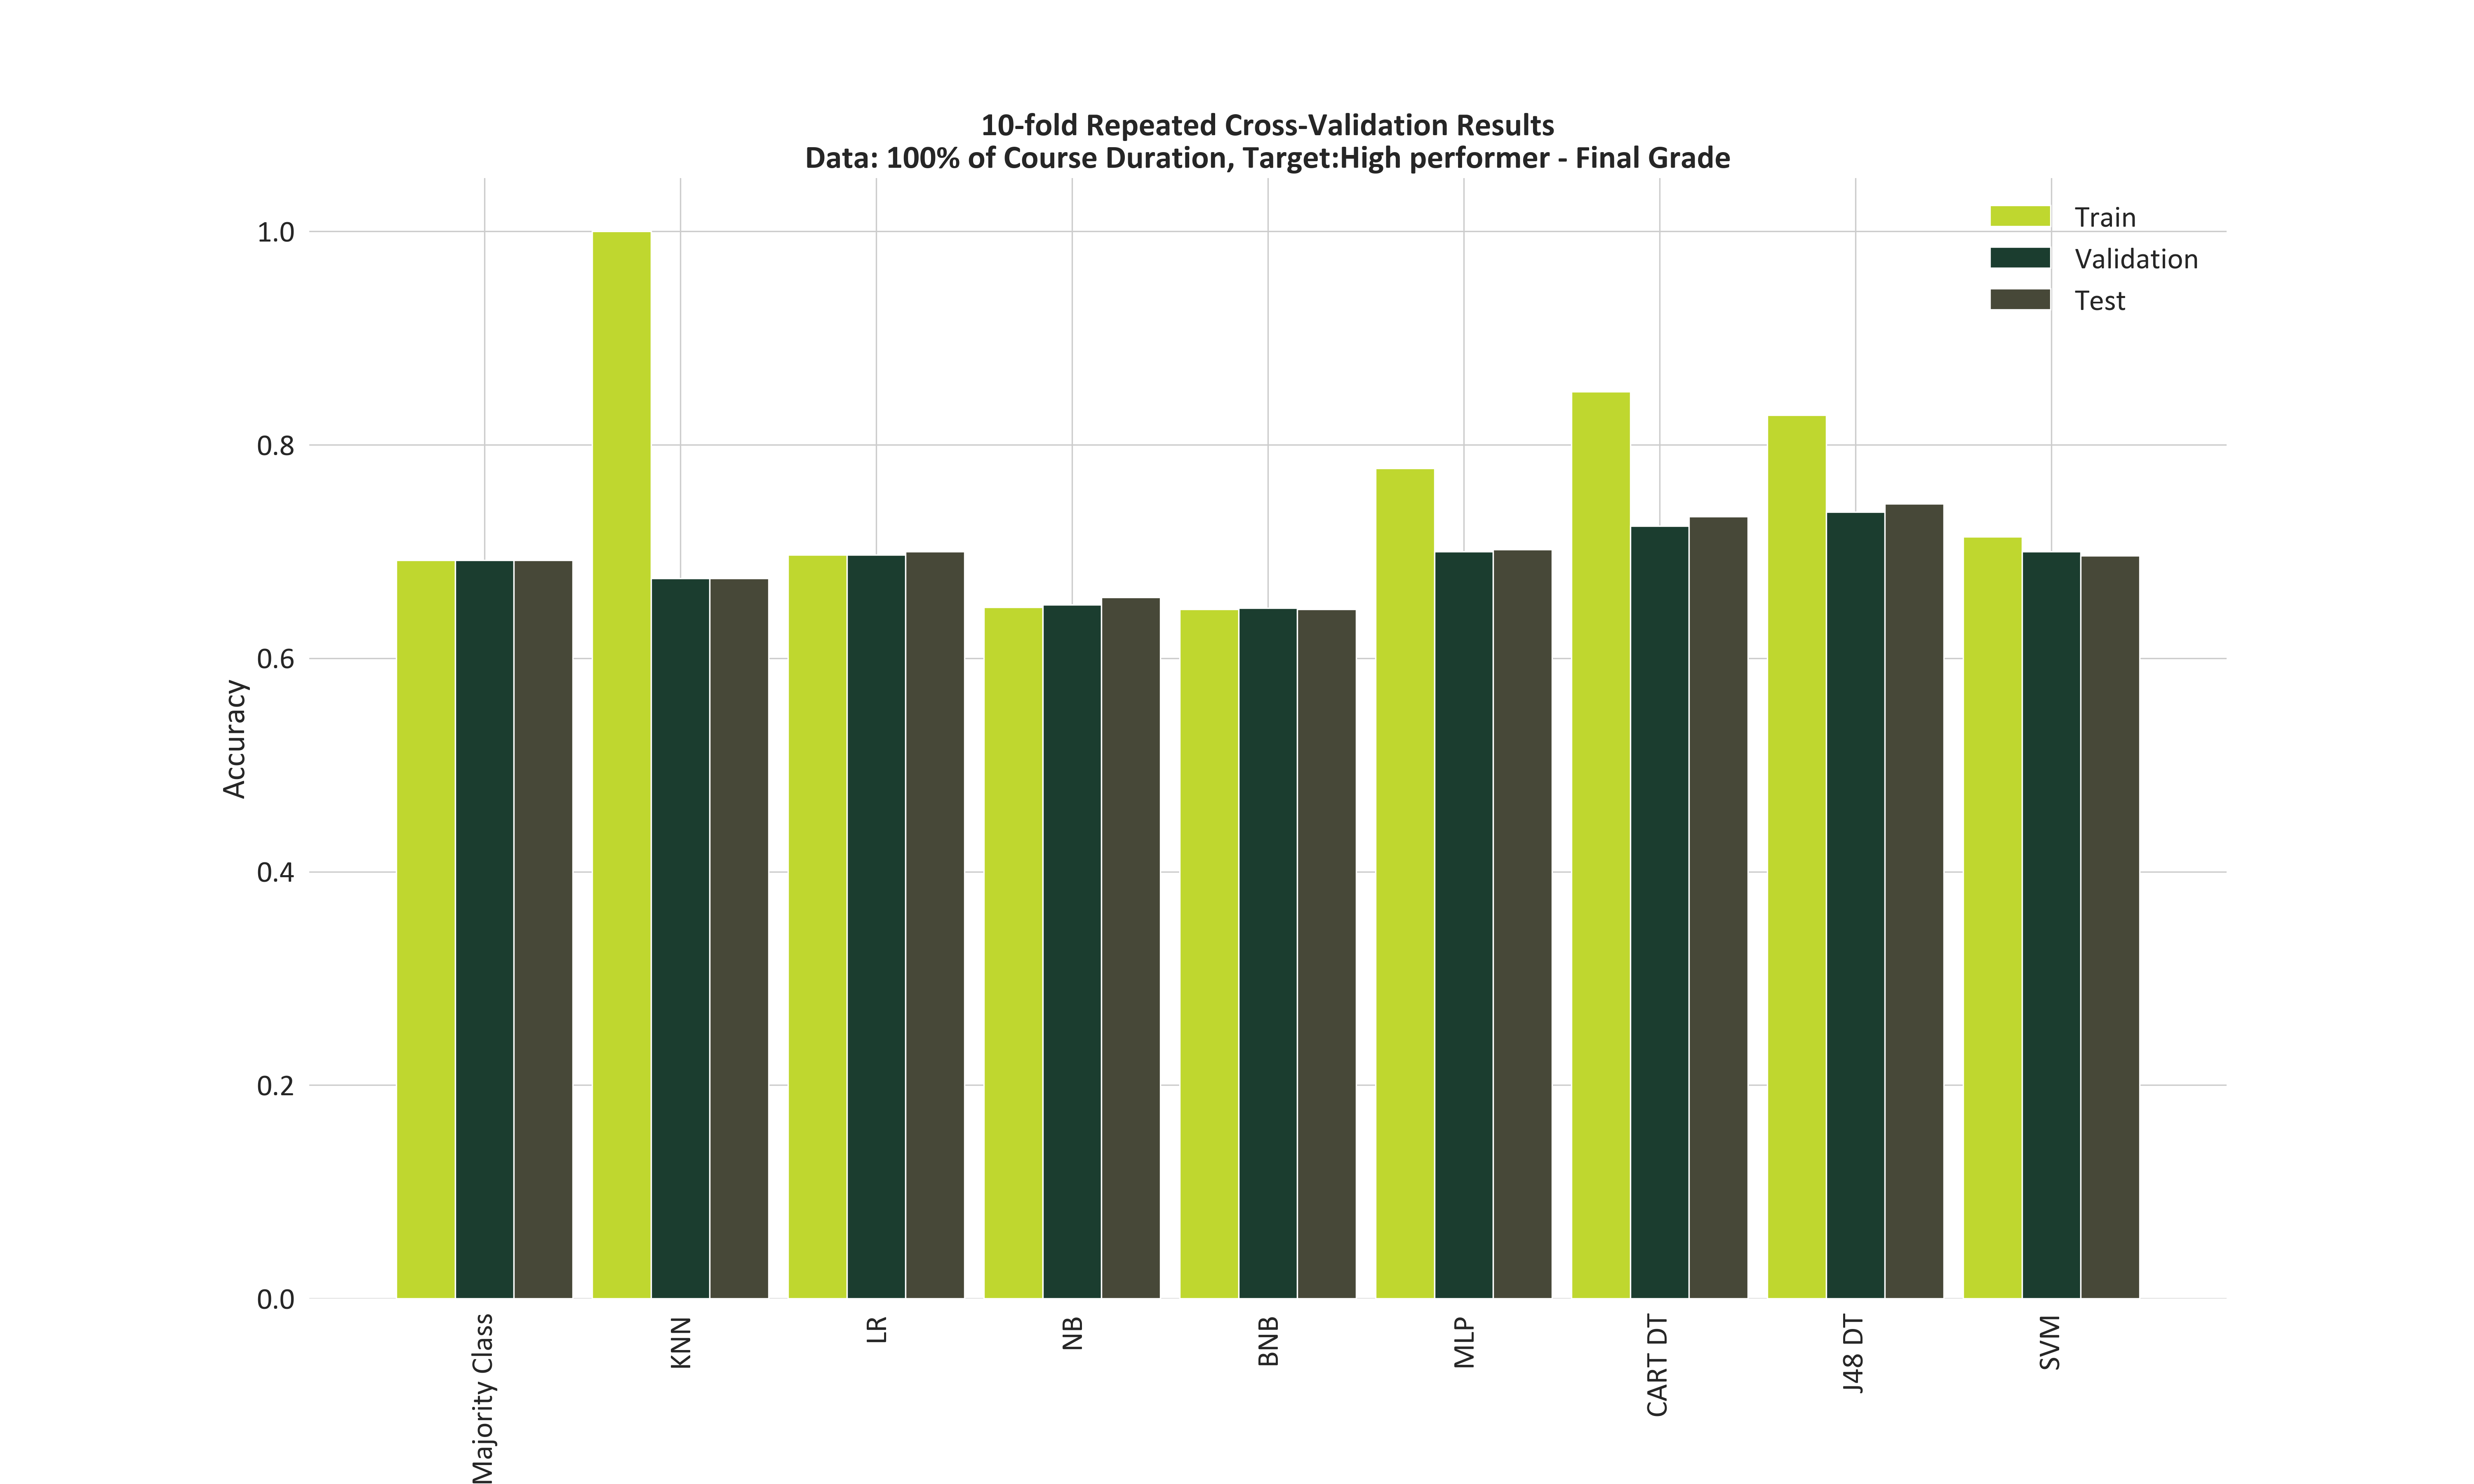 10-fold Repeated Cross-Validation Results
Data: 100% of Course Duration, Target:High performer - Final Grade
Train
Validation
Test
Accuracy
1.0
0.8
0.6
0.4
0.2
0.0
Majority Class
KNN
LR
NB
BNB
MLP
CART DT
J48 DT
SVM